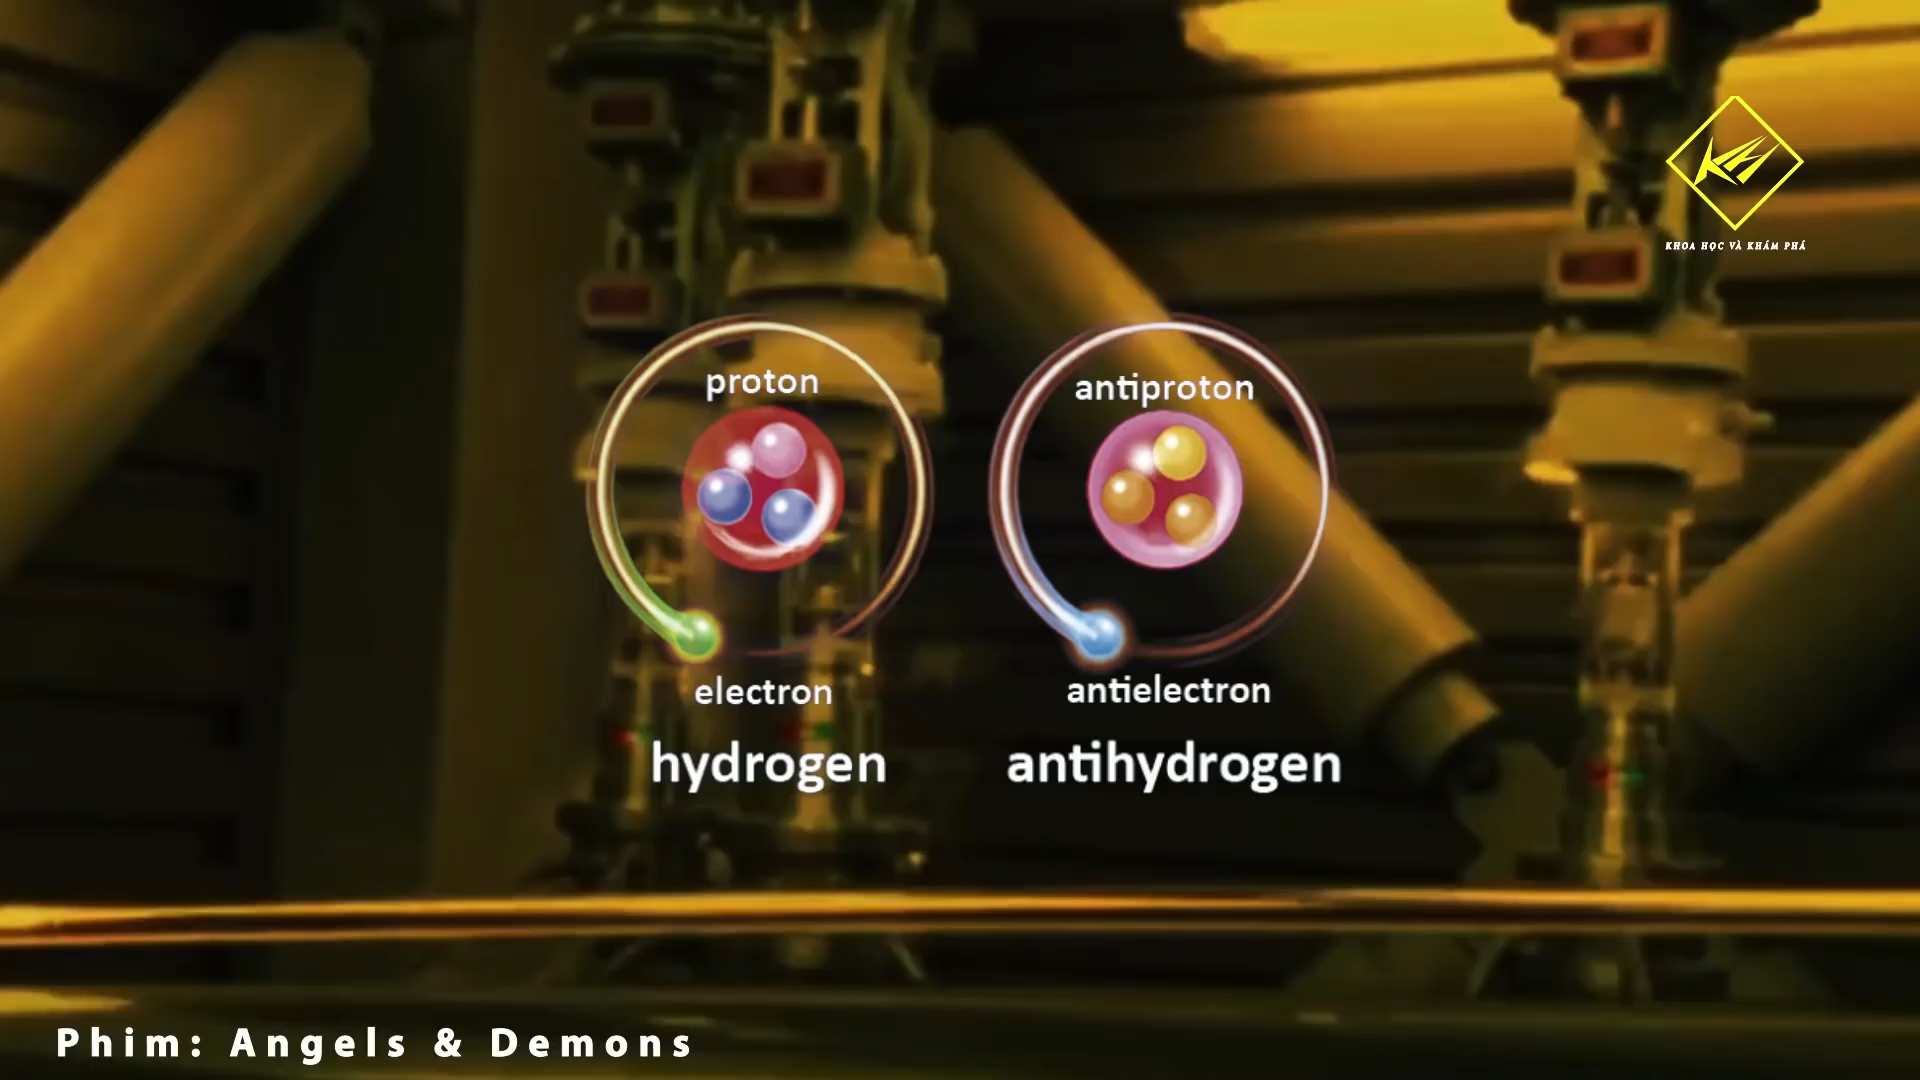 KHOA HỌC VÀ KHÁM PHÁ
proton
antiproton
electron
antielectron
hydrogen
antihydrogen
Phim: Angels & Demons